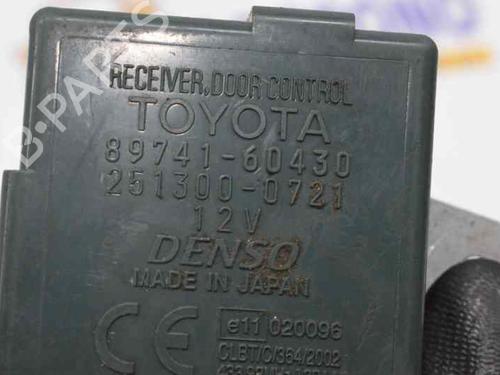 RECEIVER, DOOR CONTROL
TOYOTA
89741-60430
251300-0721
12V
DENSO
MADE IN JAPAN
CE e11 020096
CLBT/C/364/2002
B-PARTS